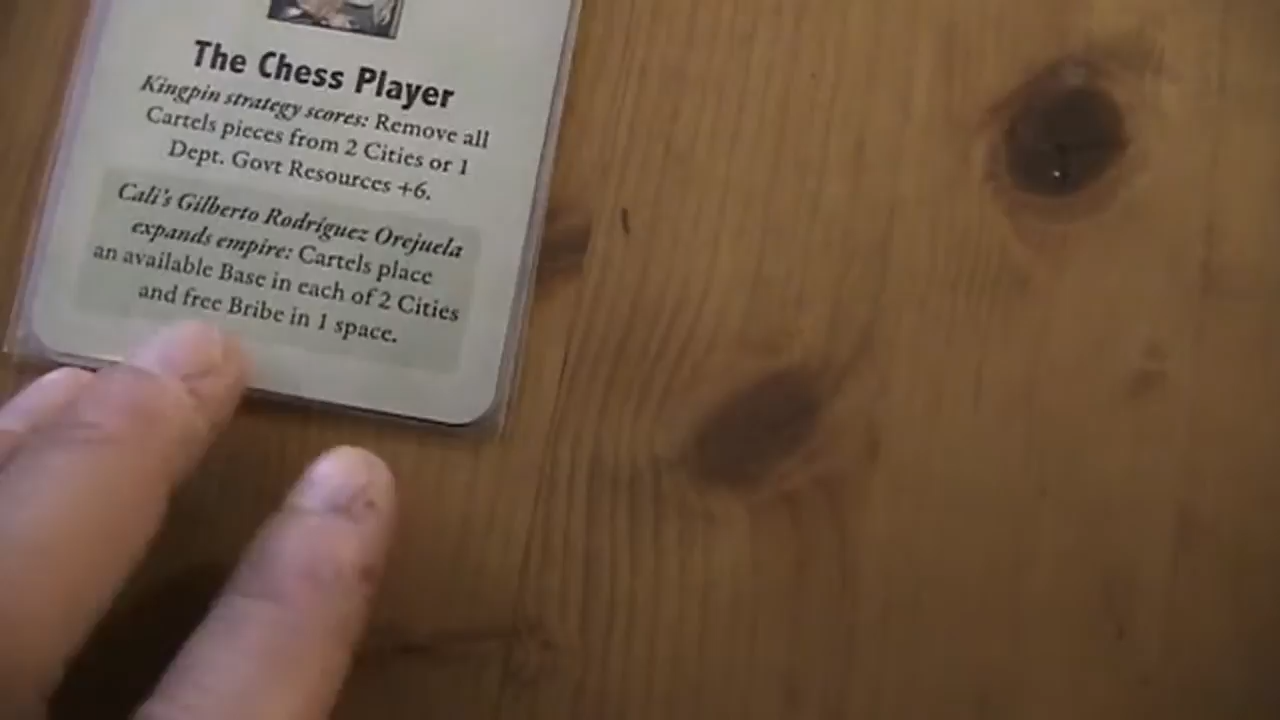 The Chess Player
Kingpin strategy scores: Remove all
Cartels pieces from 2 Cities or 1
Dept. Govt Resources +6.
Cali's Gilberto Rodríguez Orejuela
expands empire: Cartels place
an available Base in each of 2 Cities
and free Bribe in 1 space.